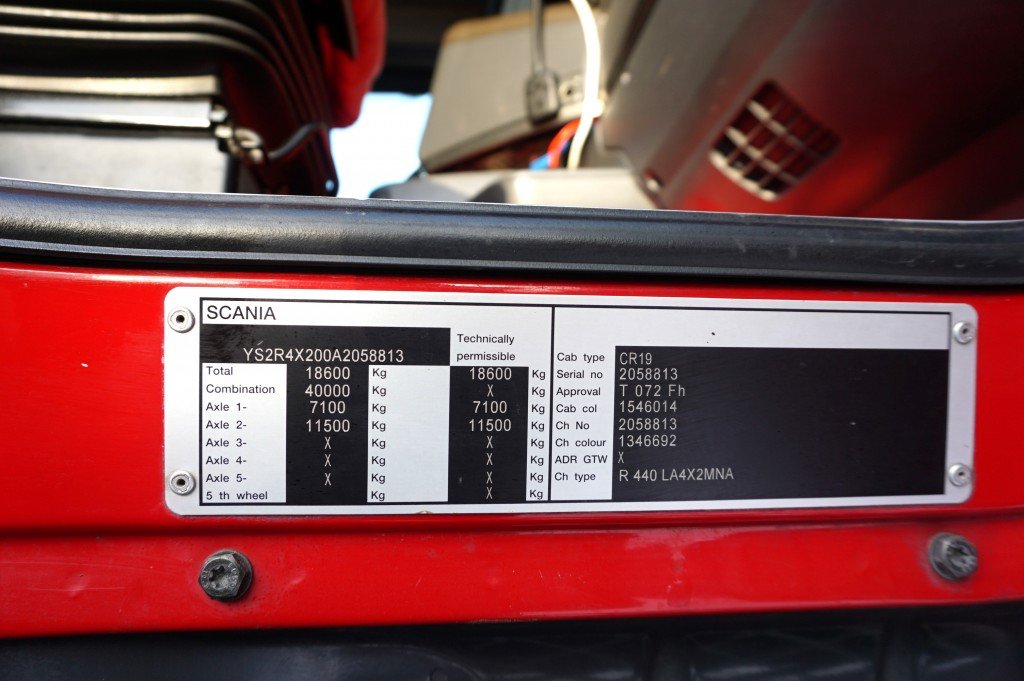 SCANIA
YS2R4X200A2058813
Technically
permissible
Total 18600 Kg 18600 Kg
Combination 40000 Kg X Kg
Axle 1- 7100 Kg 7100 Kg
Axle 2- 11500 Kg 11500 Kg
Axle 3- X Kg X Kg
Axle 4- X Kg X Kg
Axle 5- X Kg X Kg
5 th wheel Kg X Kg
Cab type CR19
Serial no 2058813
Approval T 072 Fh
Cab col 1546014
Ch No 2058813
Ch colour 1346692
ADR GTW X
Ch type R 440 LA4X2MNA